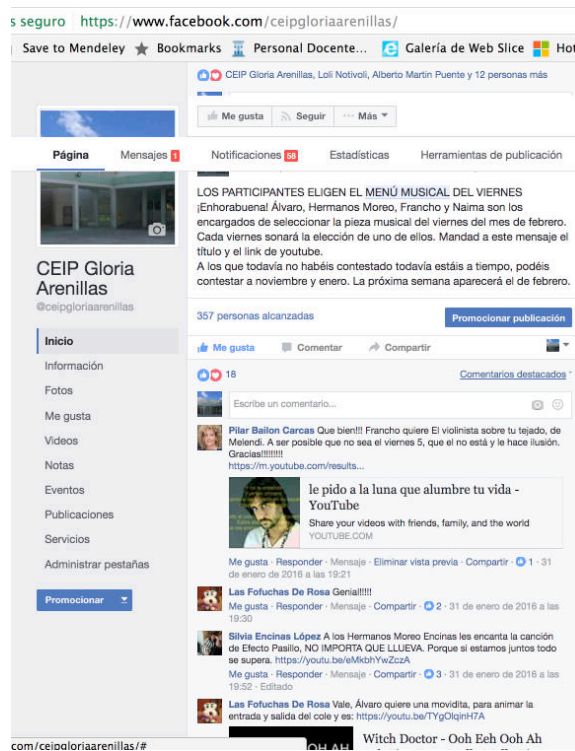 s seguro https://www.facebook.com/ceipgloriaarenillas/
Save to Mendeley Bookmarks Personal Docente... Galería de Web Slice Hot
CEIP Gloria Arenillas, Loli Notivoli, Alberto Martin Puente y 12 personas más
Me gusta Seguir Más
Página Mensajes 1 Notificaciones 58 Estadísticas Herramientas de publicación
CEIP Gloria
Arenillas
@ceipgloriaarenillas
Inicio
Información
Fotos
Me gusta
Videos
Notas
Eventos
Publicaciones
Servicios
Administrar pestañas
Promocionar
LOS PARTICIPANTES ELIGEN EL MENÚ MUSICAL DEL VIERNES
¡Enhorabuena! Álvaro, Hermanos Moreo, Francho y Naima son los
encargados de seleccionar la pieza musical del viernes del mes de febrero.
Cada viernes sonará la elección de uno de ellos. Mandad a este mensaje el
título y el link de youtube.
A los que todavía no habéis contestado todavía estáis a tiempo, podéis
contestar a noviembre y enero. La próxima semana aparecerá el de febrero.
357 personas alcanzadas Promocionar publicación
Me gusta Comentar Compartir
18 Comentarios destacados
Escribe un comentario...
Pilar Bailon Carcas Que bien!!! Francho quiere El violinista sobre tu tejado, de
Melendi. A ser posible que no sea el viernes 5, que el no está y le hace ilusión.
Gracias!!!!!!!!!
https://m.youtube.com/results...
le pido a la luna que alumbre tu vida -
YouTube
Share your videos with friends, family, and the world
YOUTUBE.COM
Me gusta · Responder · Mensaje · Eliminar vista previa · Compartir · 1 · 31
de enero de 2016 a las 19:21
Las Fofuchas De Rosa Genial!!!!!
Me gusta · Responder · Mensaje · Compartir · 2 · 31 de enero de 2016 a las
19:30
Silvia Encinas López A los Hermanos Moreo Encinas les encanta la canción
de Efecto Pasillo, NO IMPORTA QUE LLUEVA. Porque si estamos juntos todo
se supera. https://youtu.be/eMkbhYwZczA
Me gusta · Responder · Mensaje · Compartir · 3 · 31 de enero de 2016 a las
19:52 · Editado
Las Fofuchas De Rosa Vale, Álvaro quiere una movidita, para animar la
entrada y salida del cole y es: https://youtu.be/TYgOlqinH7A
OH AH
Witch Doctor - Ooh Eeh Ooh Ah
com/ceipgloriaarenillas/#